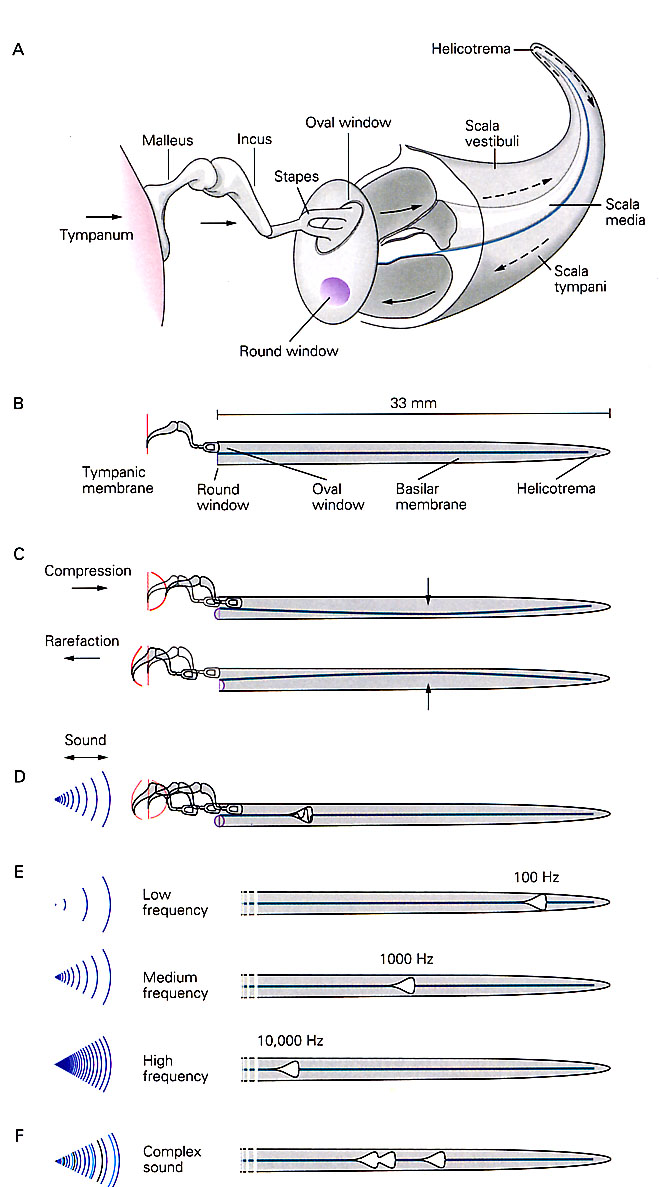 A
Helicotrema
Oval window
Malleus
Incus
Scala
vestibuli
Stapes
Tympanum
Scala
media
Scala
tympani
Round window
B
33 mm
Tympanic
membrane
Round
window
Oval
window
Basilar
membrane
Helicotrema
C
Compression
Rarefaction
Sound
D
E
Low
frequency
100 Hz
Medium
frequency
1000 Hz
High
frequency
10,000 Hz
F
Complex
sound